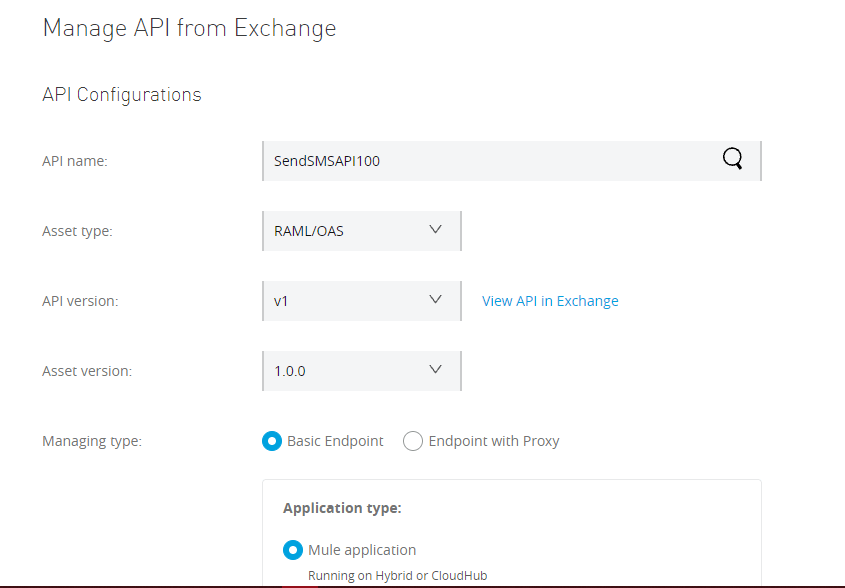 Manage API from Exchange
API Configurations
API name: SendSMSAPI100
Asset type: RAML/OAS
API version: v1 View API in Exchange
Asset version: 1.0.0
Managing type: Basic Endpoint Endpoint with Proxy
Application type:
Mule application
Running on Hybrid or CloudHub